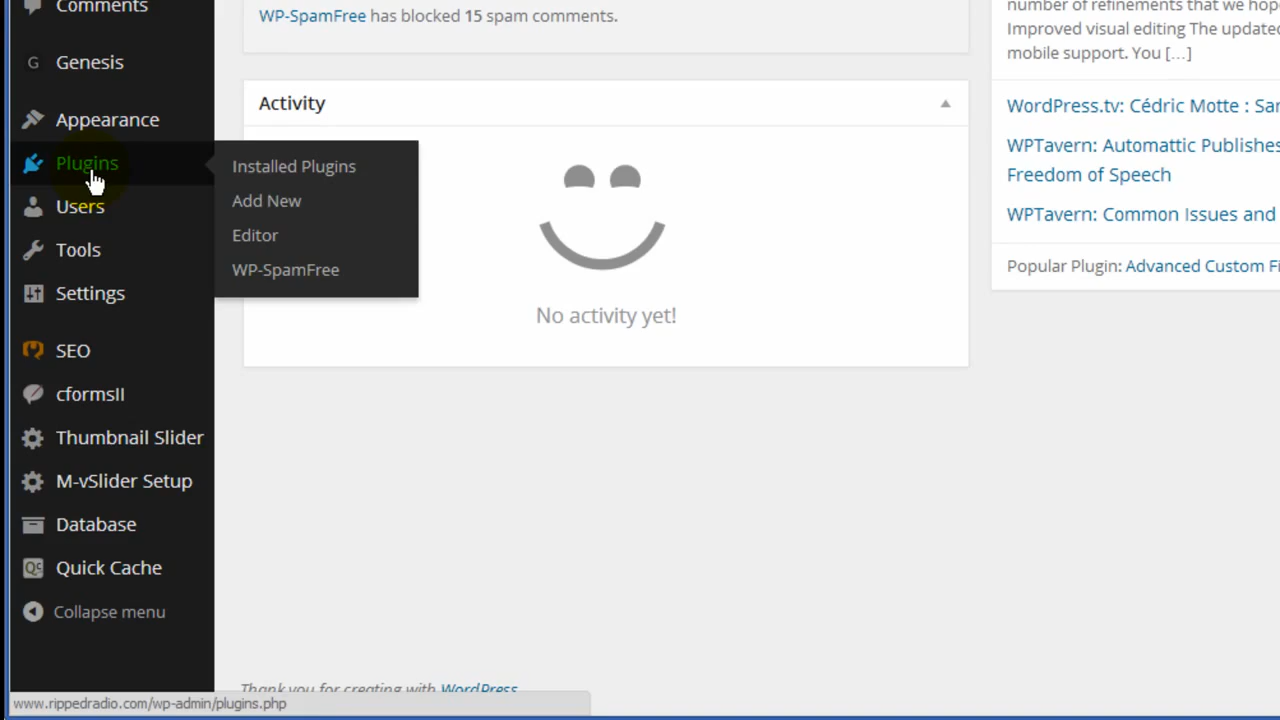 Comments
Genesis
Appearance
Plugins
Users
Tools
Settings
SEO
cformsII
Thumbnail Slider
M-vSlider Setup
Database
Quick Cache
Collapse menu
Installed Plugins
Add New
Editor
WP-SpamFree
WP-SpamFree has blocked 15 spam comments.
Activity
No activity yet!
number of refinements that we hop
Improved visual editing The updated
mobile support. You […]
WordPress.tv: Cédric Motte : Sar
WPTavern: Automattic Publishes
Freedom of Speech
WPTavern: Common Issues and
Popular Plugin: Advanced Custom Fi
Thank you for creating with WordPress
www.rippedradio.com/wp-admin/plugins.php